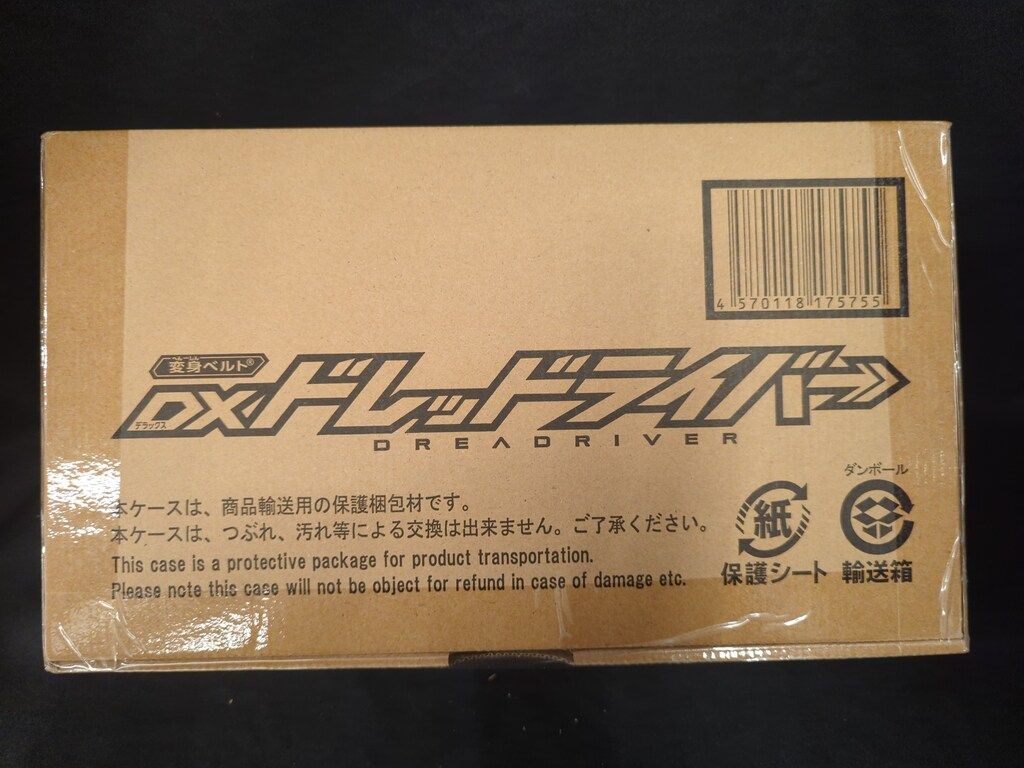 4 570118 175755
へんしん
変身ベルト®
DXドレッドライバー
デラックス
DREADRIVER
ダンボール
本ケースは、商品輸送用の保護梱包材です。
本ケースは、つぶれ、汚れ等による交換は出来ません。ご了承ください。
This case is a protective package for product transportation.
Please note this case will not be object for refund in case of damage etc.
紙
保護シート 輸送箱